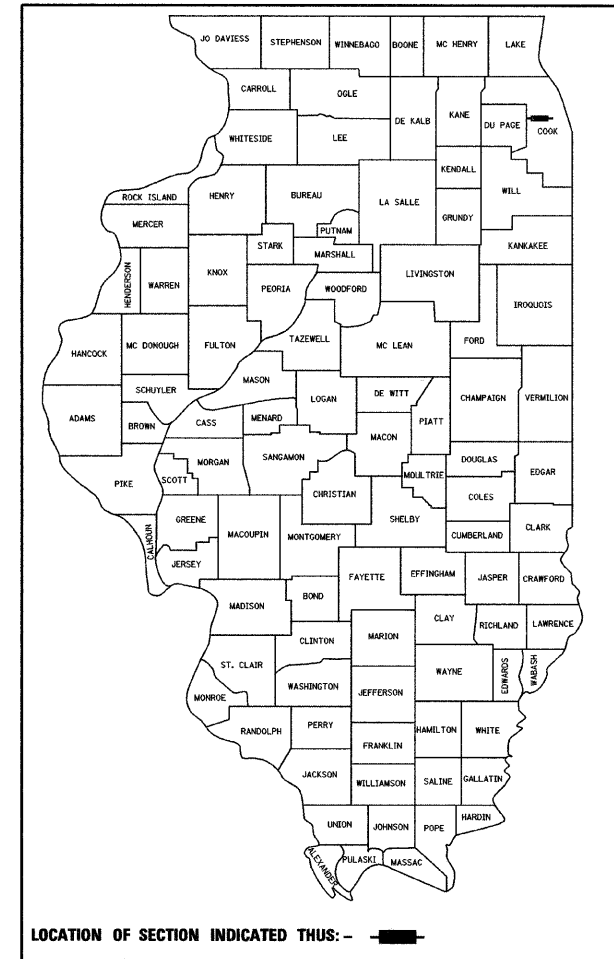 JO DAVIESS STEPHENSON WINNEBAGO BOONE MC HENRY LAKE
CARROLL OGLE DE KALB KANE DU PAGE COOK
WHITESIDE LEE
KENDALL
ROCK ISLAND HENRY BUREAU LA SALLE GRUNDY WILL
MERCER PUTNAM
STARK MARSHALL KANKAKEE
HENDERSON WARREN KNOX PEORIA WOODFORD LIVINGSTON
IROQUOIS
HANCOCK MC DONOUGH FULTON TAZEWELL MC LEAN FORD
SCHUYLER MASON
ADAMS BROWN CASS MENARD LOGAN DE WITT PIATT CHAMPAIGN VERMILION
MACON
PIKE SCOTT MORGAN SANGAMON MOULTRIE DOUGLAS EDGAR
CHRISTIAN COLES
CALHOUN GREENE MACOUPIN MONTGOMERY SHELBY CUMBERLAND CLARK
JERSEY
FAYETTE EFFINGHAM JASPER CRAWFORD
MADISON BOND
CLAY RICHLAND LAWRENCE
CLINTON MARION
ST. CLAIR WAYNE EDWARDS WABASH
WASHINGTON JEFFERSON
MONROE
RANDOLPH PERRY HAMILTON WHITE
FRANKLIN
JACKSON WILLIAMSON SALINE GALLATIN
HARDIN
UNION JOHNSON POPE
ALEXANDER PULASKI MASSAC
LOCATION OF SECTION INDICATED THUS: –